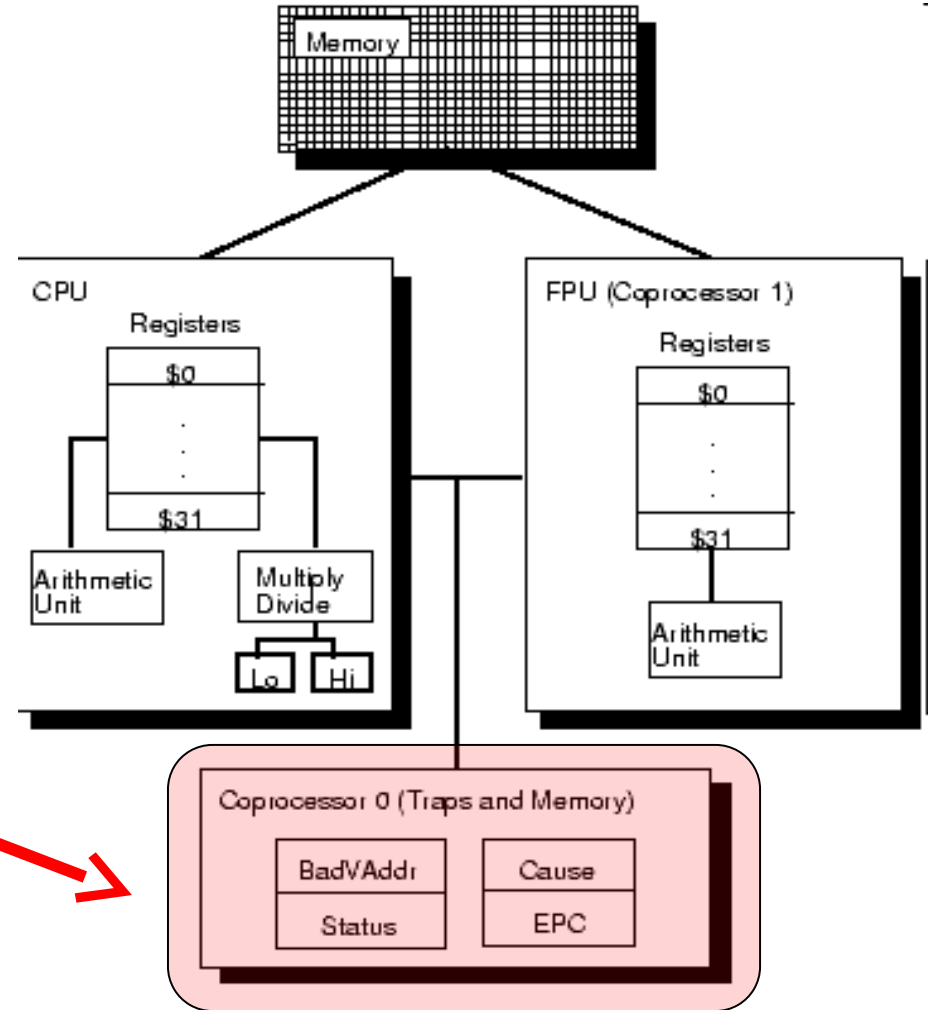 Memory
CPU
Registers
$0
.
.
.
$31
Arithmetic
Unit
Multiply
Divide
Lo
Hi
FPU (Coprocessor 1)
Registers
$0
.
.
.
$31
Arithmetic
Unit
Coprocessor 0 (Traps and Memory)
BadVAddr
Status
Cause
EPC